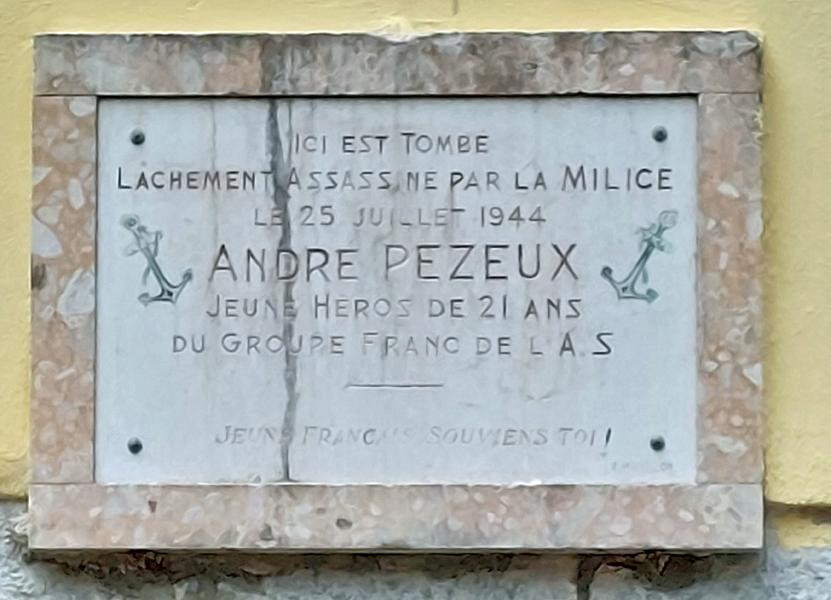 ICI EST TOMBE
LACHEMENT ASSASSINE PAR LA MILICE
LE 25 JUILLET 1944
ANDRE PEZEUX
JEUNE HEROS DE 21 ANS
DU GROUPE FRANC DE L'A.S
JEUNE FRANCAIS SOUVIENS TOI!